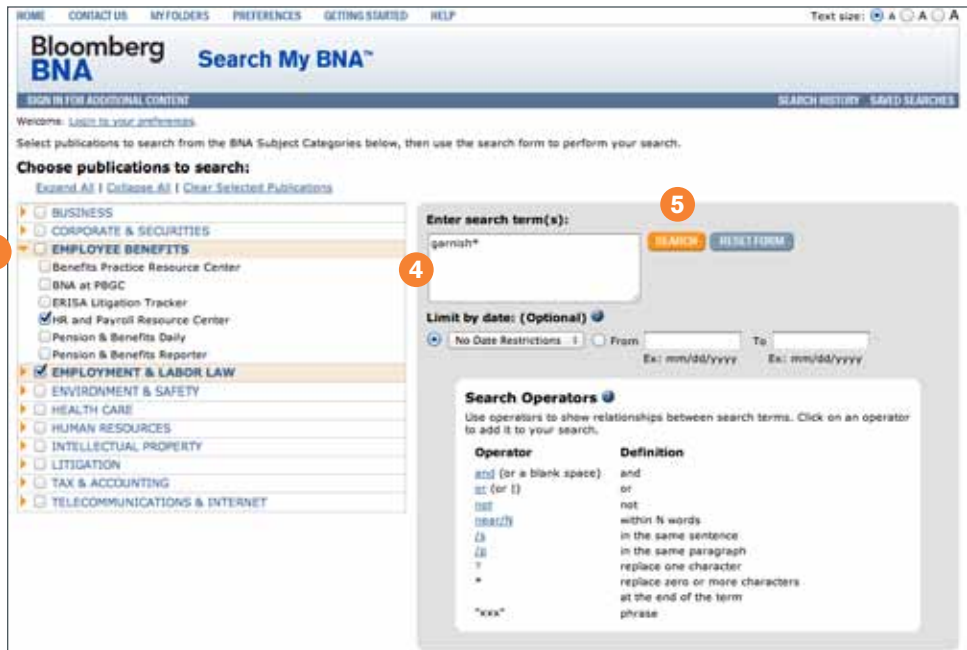 HOME CONTACT US MY FOLDERS PREFERENCES GETTING STARTED HELP Text size: A A A
Bloomberg
BNA
Search My BNA™
SIGN IN FOR ADDITIONAL CONTENT SEARCH HISTORY SAVED SEARCHES
Welcome. Login to your preferences.
Select publications to search from the BNA Subject Categories below, then use the search form to perform your search.
Choose publications to search:
Expand All | Collapse All | Clear Selected Publications
BUSINESS
CORPORATE & SECURITIES
EMPLOYEE BENEFITS
Benefits Practice Resource Center
BNA at PBGC
ERISA Litigation Tracker
HR and Payroll Resource Center
Pension & Benefits Daily
Pension & Benefits Reporter
EMPLOYMENT & LABOR LAW
ENVIRONMENT & SAFETY
HEALTH CARE
HUMAN RESOURCES
INTELLECTUAL PROPERTY
LITIGATION
TAX & ACCOUNTING
TELECOMMUNICATIONS & INTERNET
5
Enter search term(s):
garnish*
SEARCH RESET FORM
4
Limit by date: (Optional)
No Date Restrictions From To
Ex: mm/dd/yyyy Ex: mm/dd/yyyy
Search Operators
Use operators to show relationships between search terms. Click on an operator
to add it to your search.
Operator Definition
and (or a blank space) and
or (or |) or
not not
near/N within N words
/s in the same sentence
/p in the same paragraph
? replace one character
* replace zero or more characters
at the end of the term
"xxx" phrase